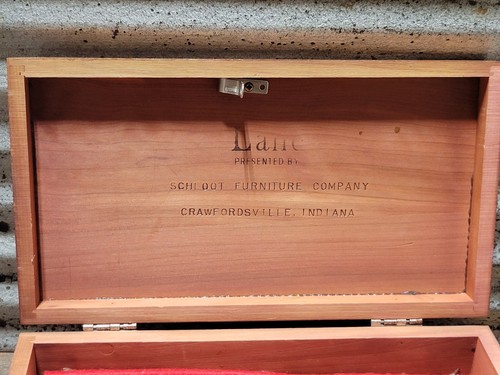 Lane
PRESENTED BY
SCHLOOT FURNITURE COMPANY
CRAWFORDSVILLE, INDIANA